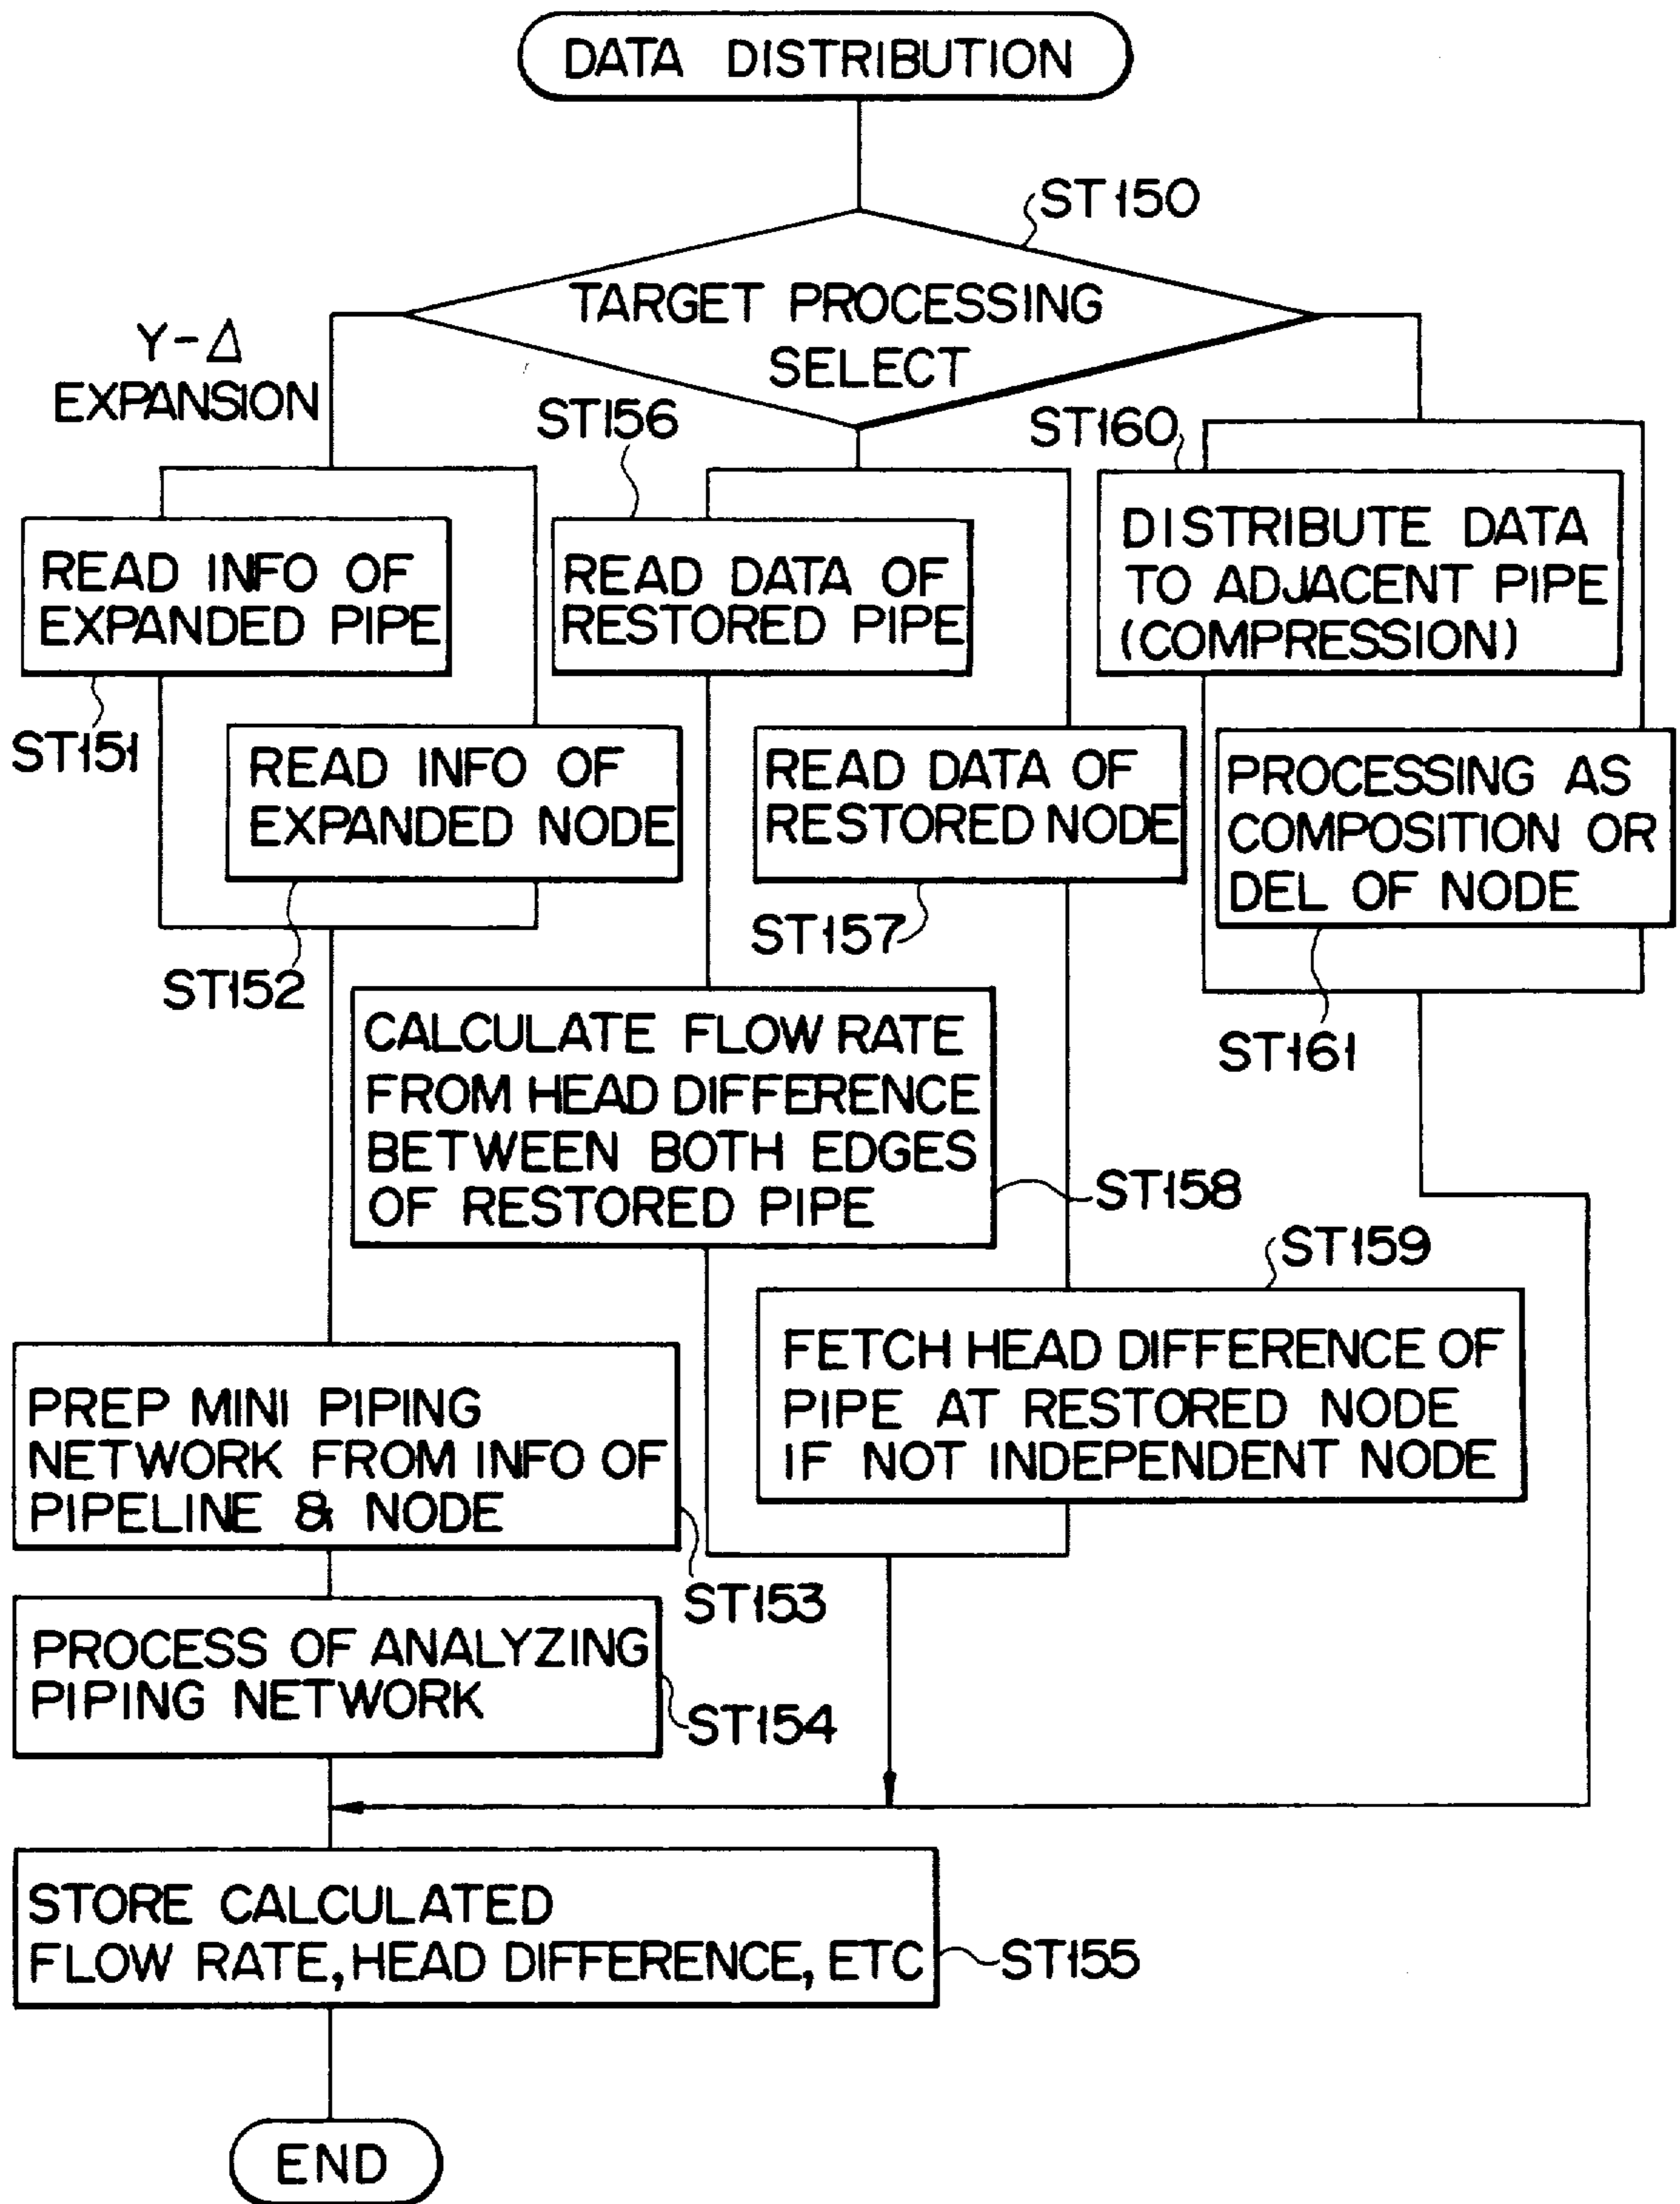 DATA DISTRIBUTION
ST150
TARGET PROCESSING
SELECT
Y-Δ
EXPANSION
ST156
ST160
READ INFO OF
EXPANDED PIPE
READ DATA OF
RESTORED PIPE
DISTRIBUTE DATA
TO ADJACENT PIPE
(COMPRESSION)
ST151
READ INFO OF
EXPANDED NODE
READ DATA OF
RESTORED NODE
PROCESSING AS
COMPOSITION OR
DEL OF NODE
ST152
ST157
ST161
CALCULATE FLOW RATE
FROM HEAD DIFFERENCE
BETWEEN BOTH EDGES
OF RESTORED PIPE
ST158
ST159
FETCH HEAD DIFFERENCE OF
PIPE AT RESTORED NODE
IF NOT INDEPENDENT NODE
PREP MINI PIPING
NETWORK FROM INFO OF
PIPELINE & NODE
ST153
PROCESS OF ANALYZING
PIPING NETWORK
ST154
STORE CALCULATED
FLOW RATE, HEAD DIFFERENCE, ETC
ST155
END